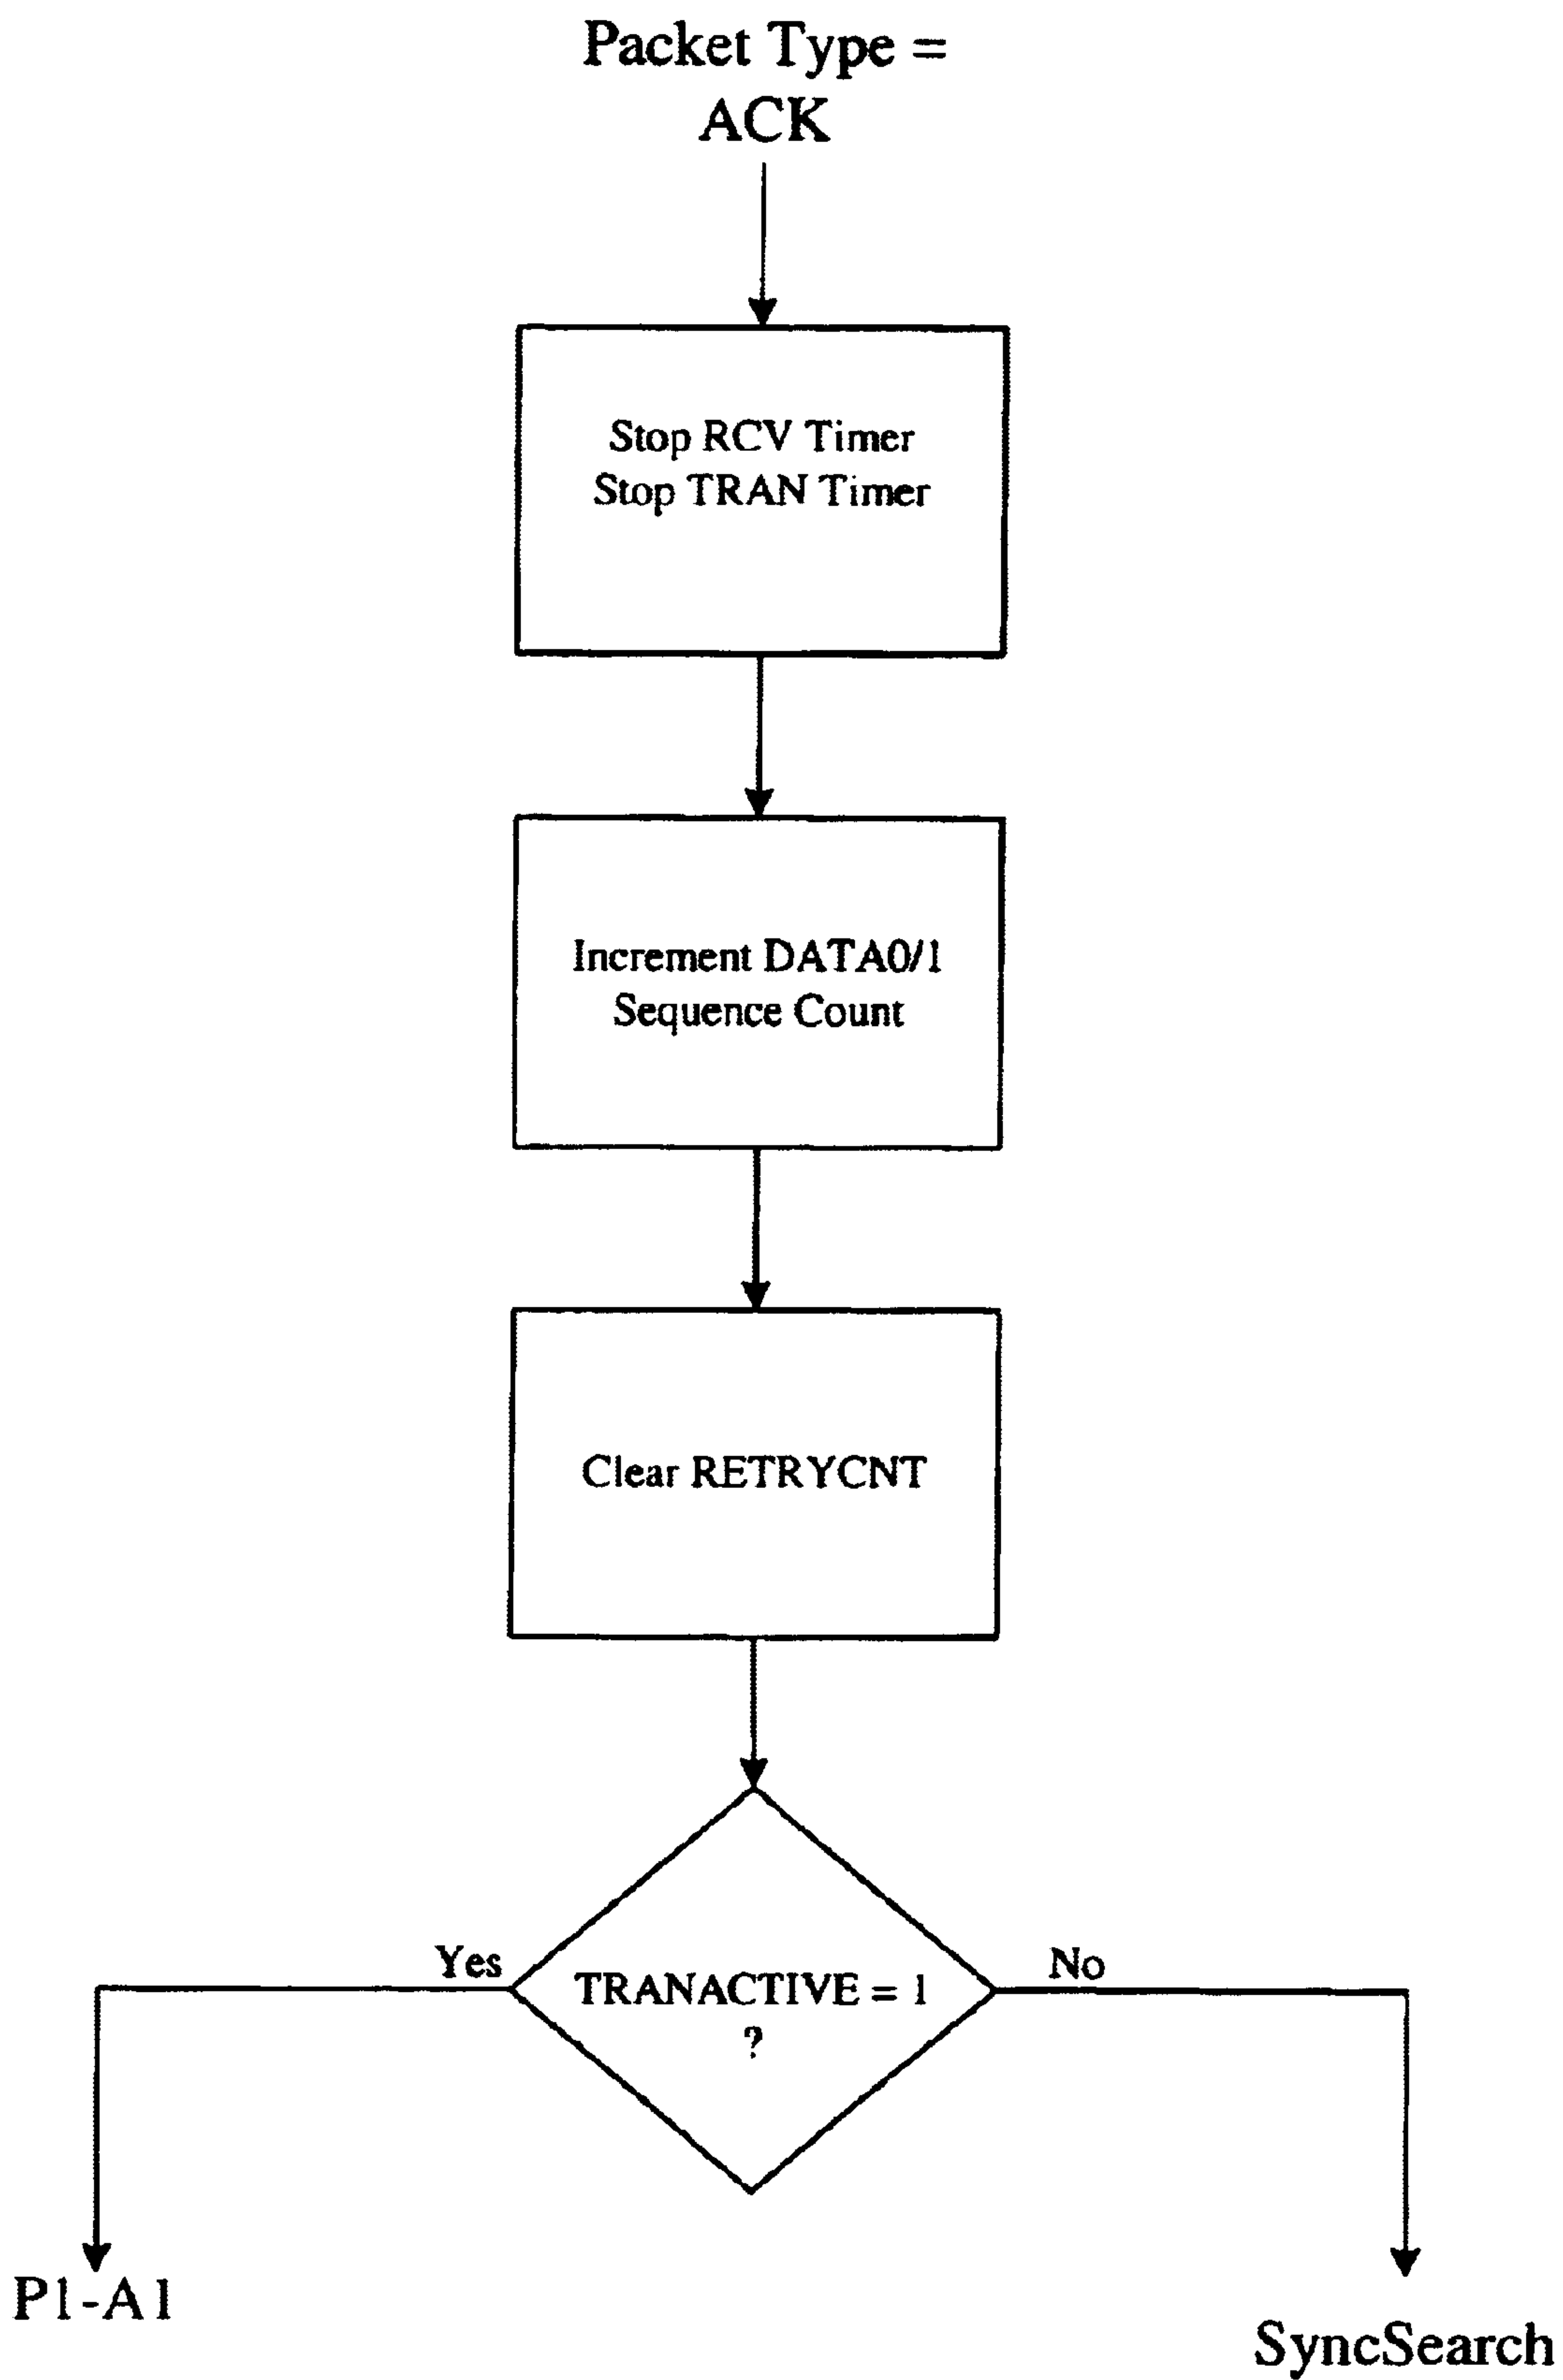 Packet Type =
ACK
Stop RCV Timer
Stop TRAN Timer
Increment DATA0/1
Sequence Count
Clear RETRYCNT
Yes
TRANACTIVE = 1
?
No
P1-A1
SyncSearch